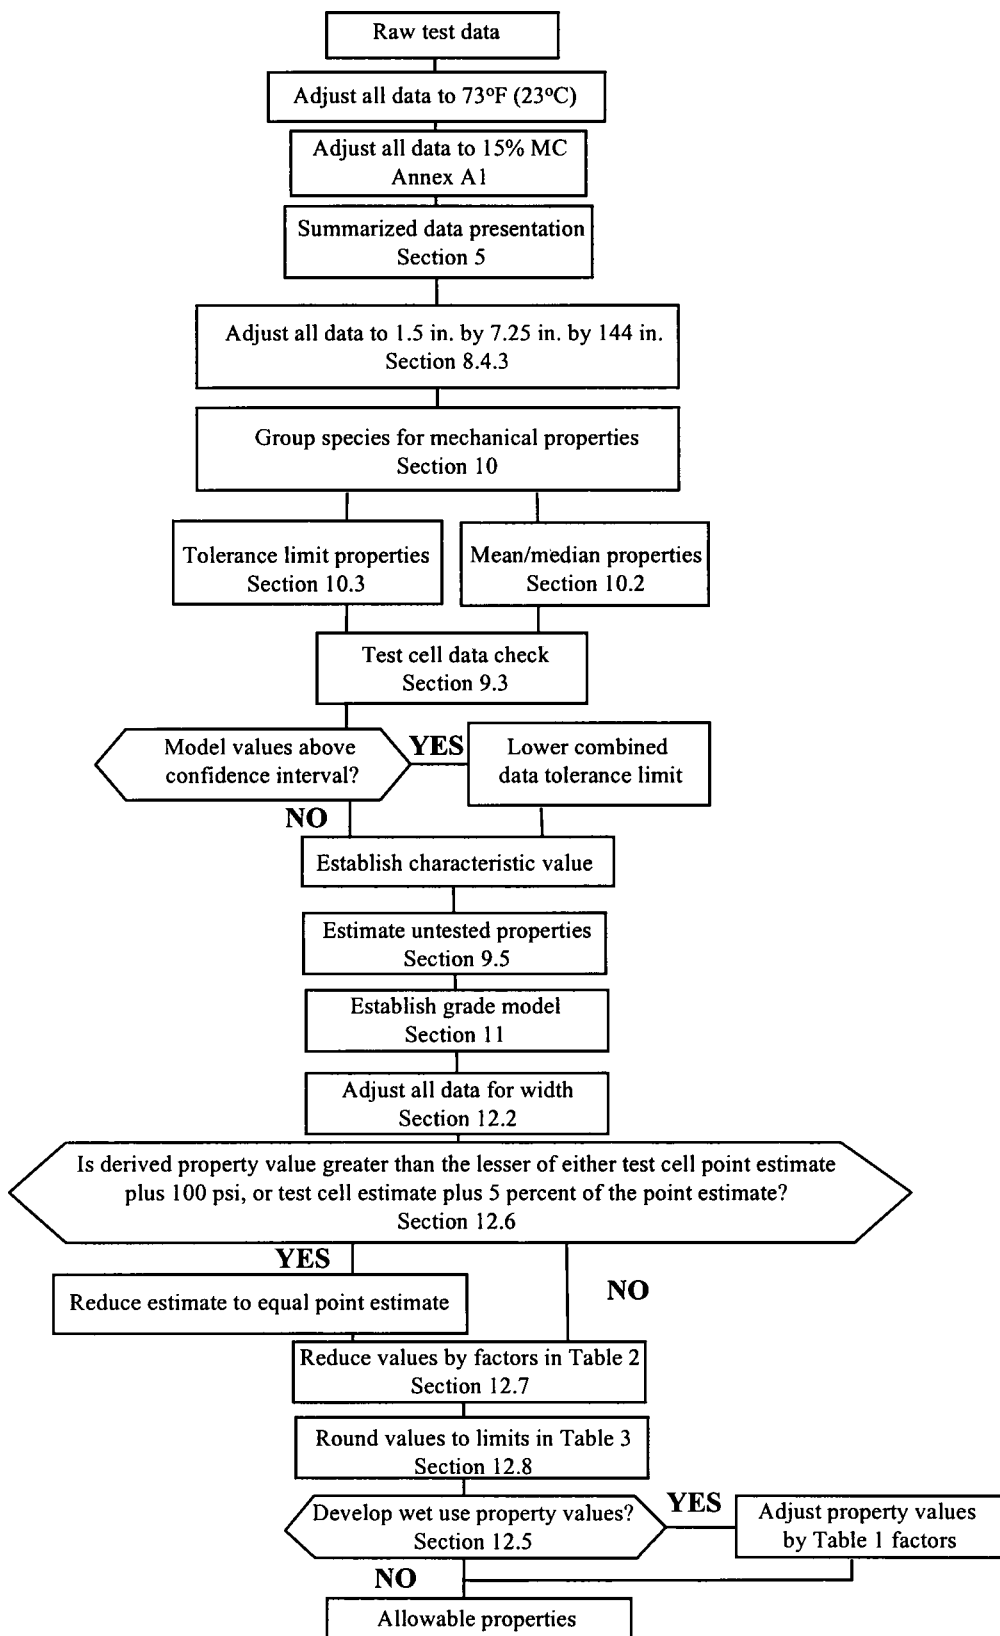 Raw test data
Adjust all data to 73°F (23°C)
Adjust all data to 15% MC
Annex A1
Summarized data presentation
Section 5
Adjust all data to 1.5 in. by 7.25 in. by 144 in.
Section 8.4.3
Group species for mechanical properties
Section 10
Tolerance limit properties
Section 10.3
Mean/median properties
Section 10.2
Test cell data check
Section 9.3
Model values above
confidence interval?
YES
Lower combined
data tolerance limit
NO
Establish characteristic value
Estimate untested properties
Section 9.5
Establish grade model
Section 11
Adjust all data for width
Section 12.2
Is derived property value greater than the lesser of either test cell point estimate
plus 100 psi, or test cell estimate plus 5 percent of the point estimate?
Section 12.6
YES
NO
Reduce estimate to equal point estimate
Reduce values by factors in Table 2
Section 12.7
Round values to limits in Table 3
Section 12.8
Develop wet use property values?
Section 12.5
YES
Adjust property values
by Table 1 factors
NO
Allowable properties